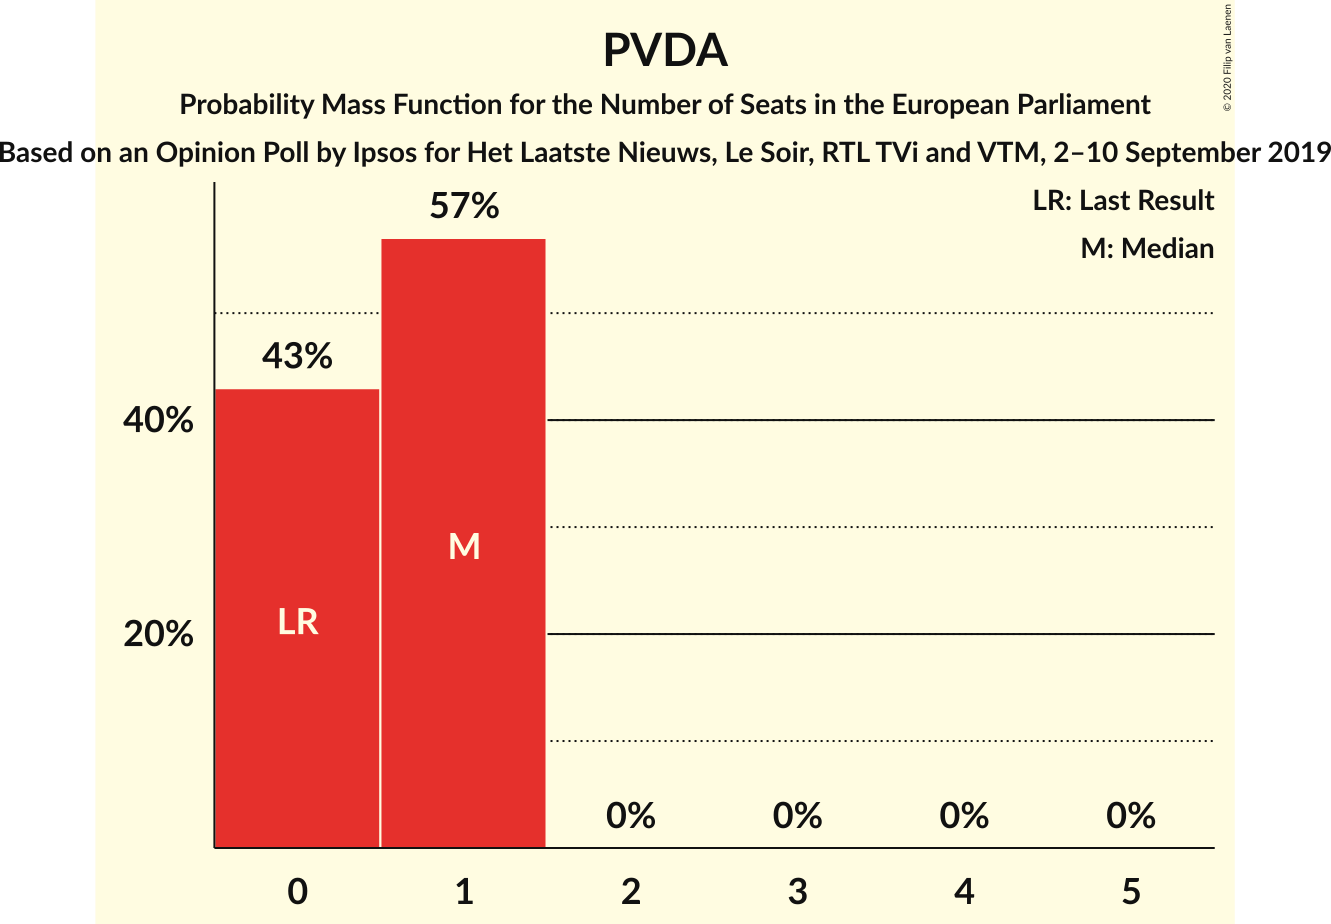 PVDA
Probability Mass Function for the Number of Seats in the European Parliament
Based on an Opinion Poll by Ipsos for Het Laatste Nieuws, Le Soir, RTL TVi and VTM, 2–10 September 2019
© 2020 Filip van Laenen
LR: Last Result
M: Median
57%
43%
40%
20%
M
LR
0% 0% 0% 0%
0 1 2 3 4 5